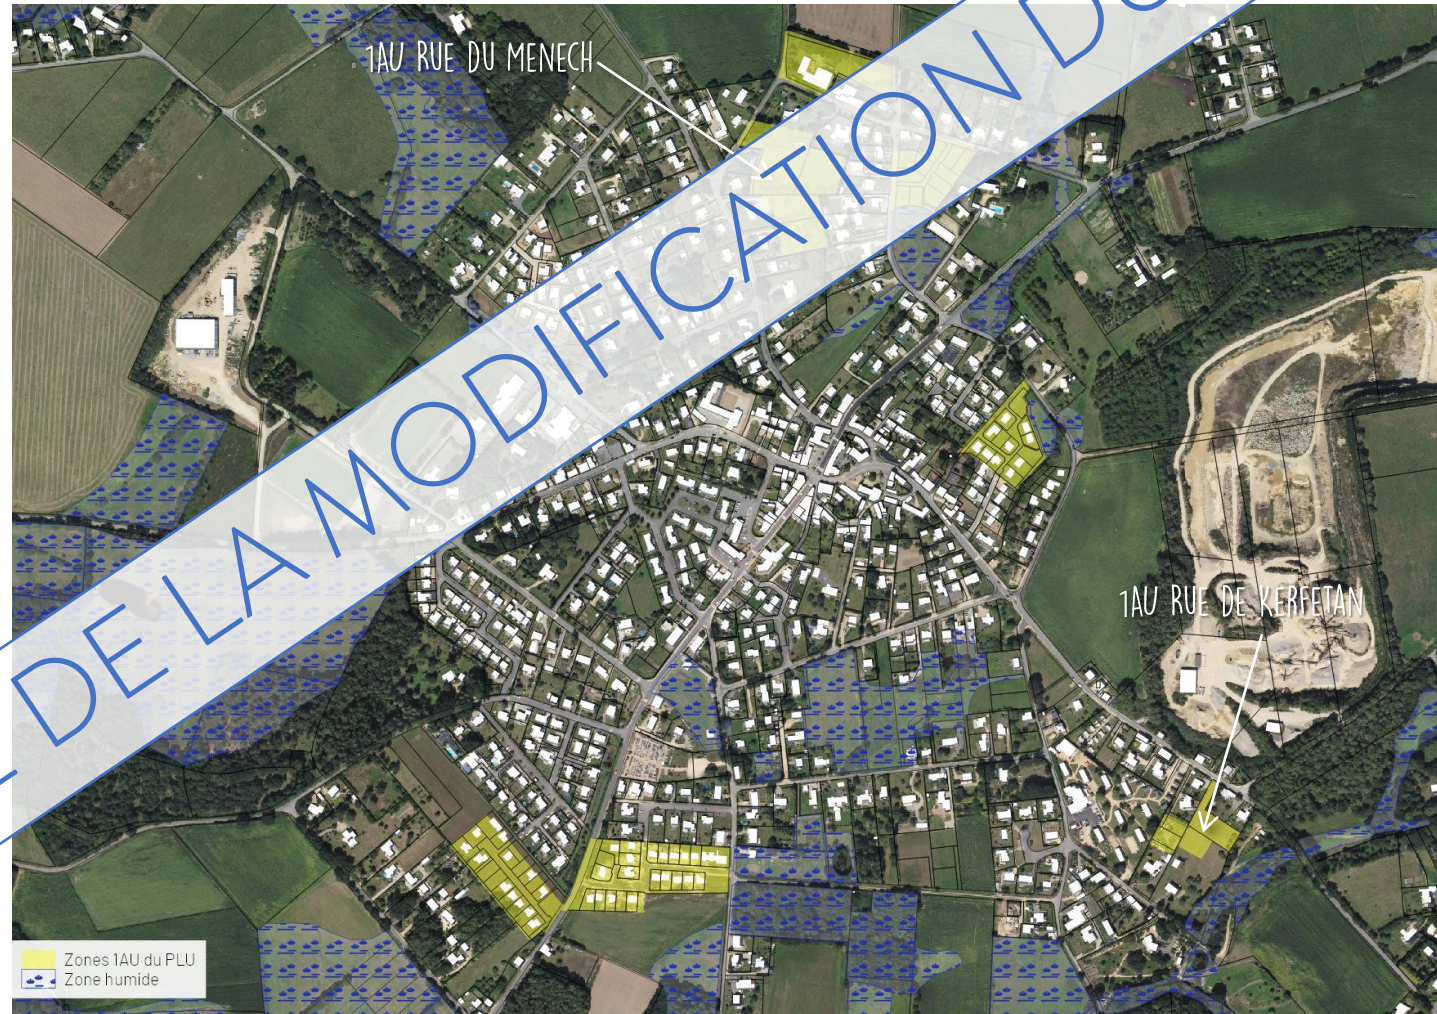 1AU RUE DU MENECH
DE LA MODIFICATION DU
1AU RUE DE KERFETAN
Zones 1AU du PLU
Zone humide